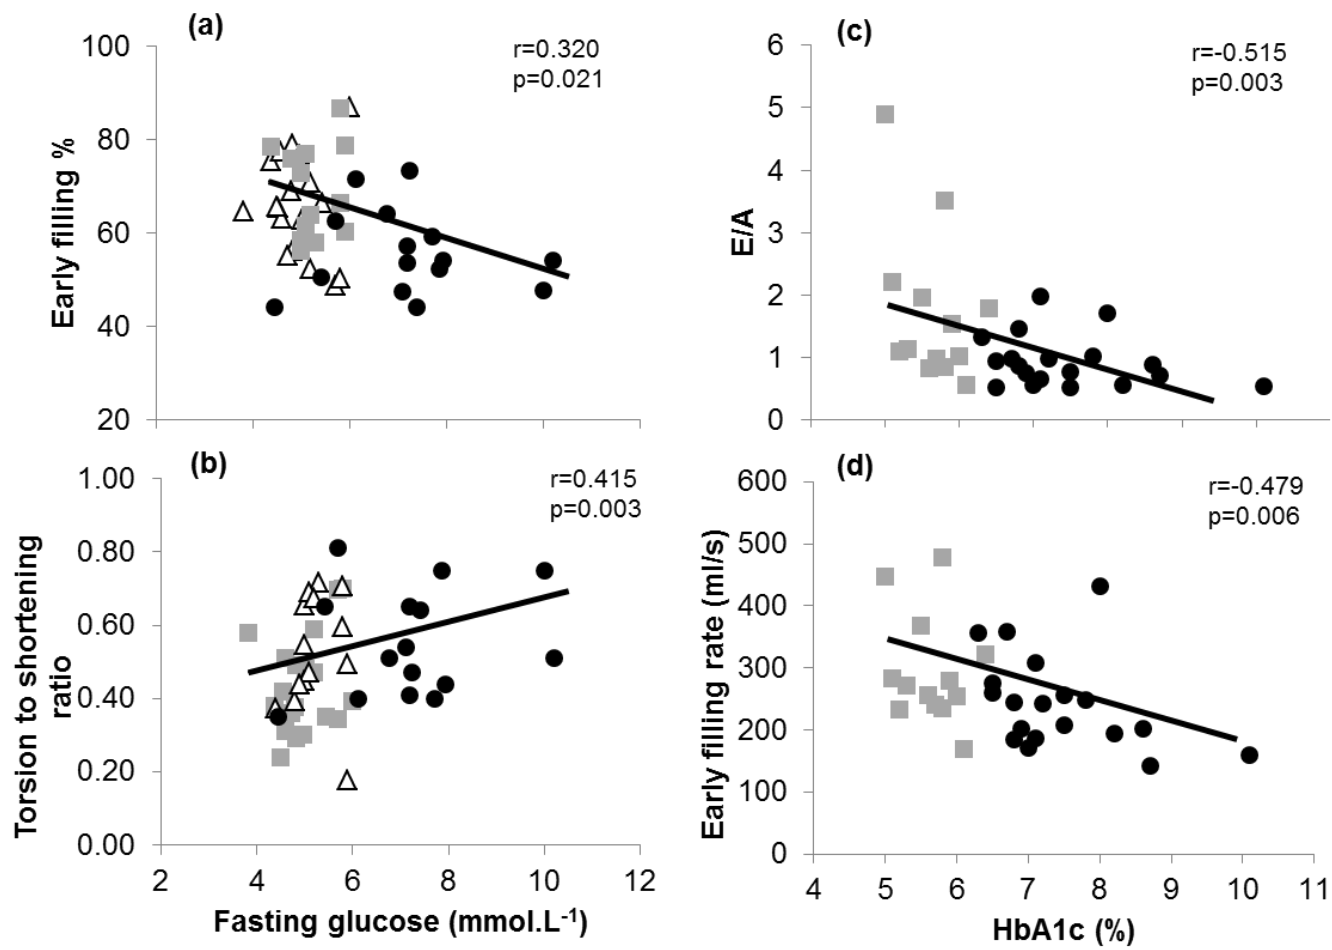 (a)
r=0.320
p=0.021
Early filling %
100
80
60
40
20
(c)
r=-0.515
p=0.003
E/A
6
5
4
3
2
1
0
(b)
r=0.415
p=0.003
Torsion to shortening
ratio
1.00
0.80
0.60
0.40
0.20
0.00
2 4 6 8 10 12
Fasting glucose (mmol.L-1)
(d)
r=-0.479
p=0.006
Early filling rate (ml/s)
600
500
400
300
200
100
0
4 5 6 7 8 9 10 11
HbA1c (%)